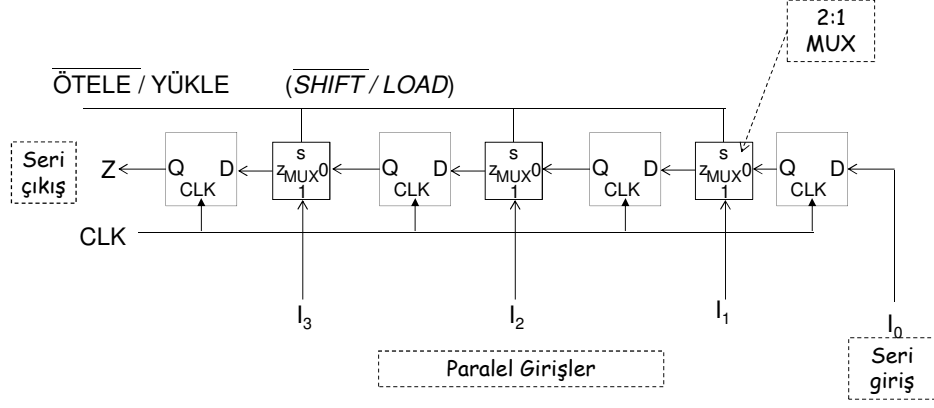 2:1
MUX
ÖTELE / YÜKLE (SHIFT / LOAD)
Seri
çıkış
Z
Q D
CLK
s
z MUX 0
1
Q D
CLK
s
z MUX 0
1
Q D
CLK
s
z MUX 0
1
Q D
CLK
CLK
I3
I2
I1
I0
Paralel Girişler
Seri
giriş